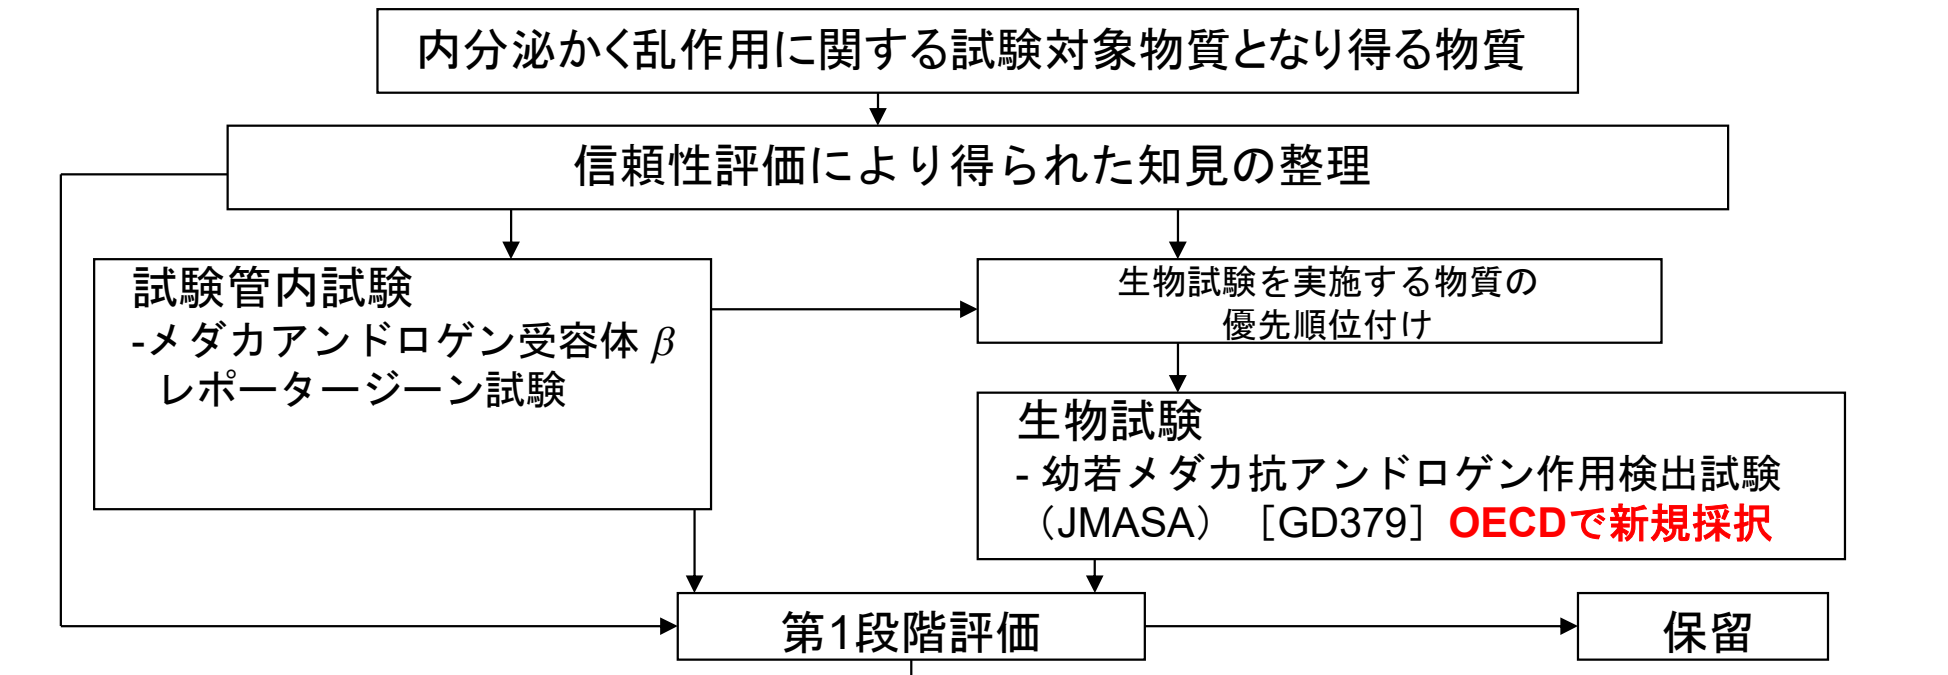 内分泌かく乱作用に関する試験対象物質となり得る物質
信頼性評価により得られた知見の整理
試験管内試験
-メダカアンドロゲン受容体 β
レポータージーン試験
生物試験を実施する物質の
優先順位付け
生物試験
- 幼若メダカ抗アンドロゲン作用検出試験
（JMASA）［GD379］OECDで新規採択
第1段階評価
保留